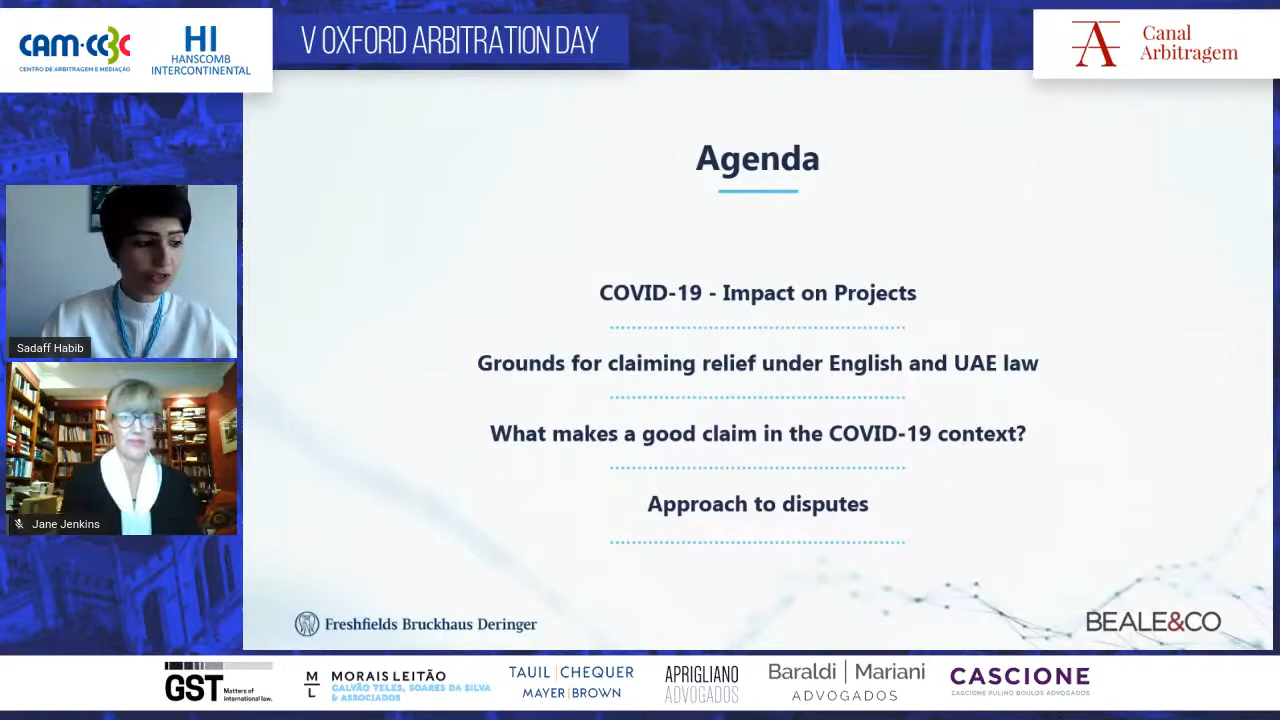 CAM-CCBC
CENTRO DE ARBITRAGEM E MEDIAÇÃO
HI
HANSCOMB
INTERCONTINENTAL
V OXFORD ARBITRATION DAY
A
Canal
Arbitragem
Agenda
COVID-19 - Impact on Projects
Grounds for claiming relief under English and UAE law
What makes a good claim in the COVID-19 context?
Approach to disputes
Sadaff Habib
Jane Jenkins
Freshfields Bruckhaus Deringer
BEALE&CO
GST
Matters of
international law.
M
L
MORAIS LEITÃO
GALVÃO TELES, SOARES DA SILVA
& ASSOCIADOS
TAUIL | CHEQUER
MAYER | BROWN
APRIGLIANO
ADVOGADOS
Baraldi | Mariani
ADVOGADOS
CASCIONE
CASCIONE PULINO BOULOS ADVOGADOS